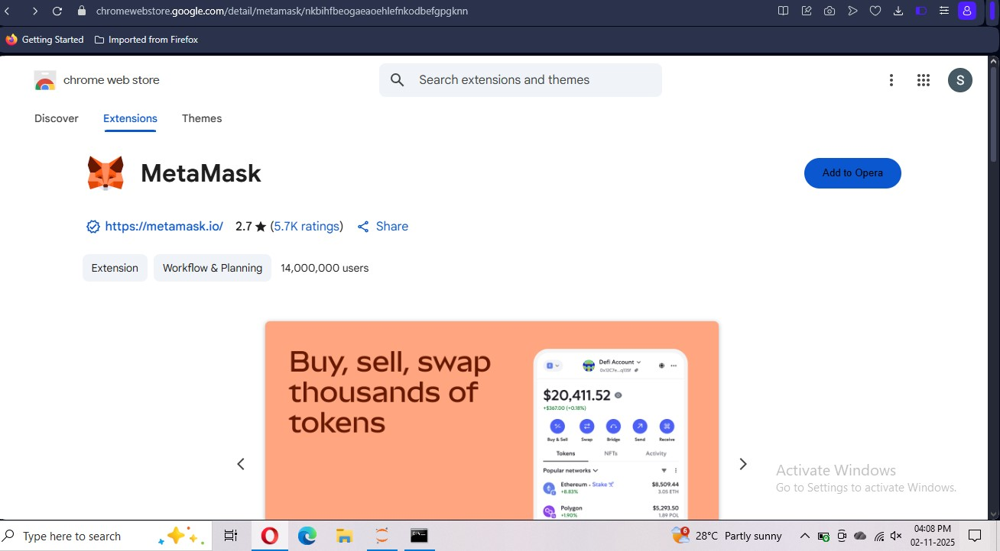 chromewebstore.google.com/detail/metamask/nkbihfbeogaeaoehlefnkodbefgpgknn
Getting Started Imported from Firefox
chrome web store Search extensions and themes S
Discover Extensions Themes
MetaMask Add to Opera
https://metamask.io/ 2.7 ★ (5.7K ratings) Share
Extension Workflow & Planning 14,000,000 users
Buy, sell, swap
thousands of
tokens
Defi Account
$20,411.52
+$367.00 (+0.18%)
Buy & Sell Swap Bridge Send Receive
Tokens NFTs Activity
Popular networks
Ethereum • Stake $8,509.44
+8.83% 3.05 ETH
Polygon $5,293.50
+1.90% 1.89 POL
Activate Windows
Go to Settings to activate Windows.
Type here to search 6 28°C Partly sunny 04:08 PM
02-11-2025